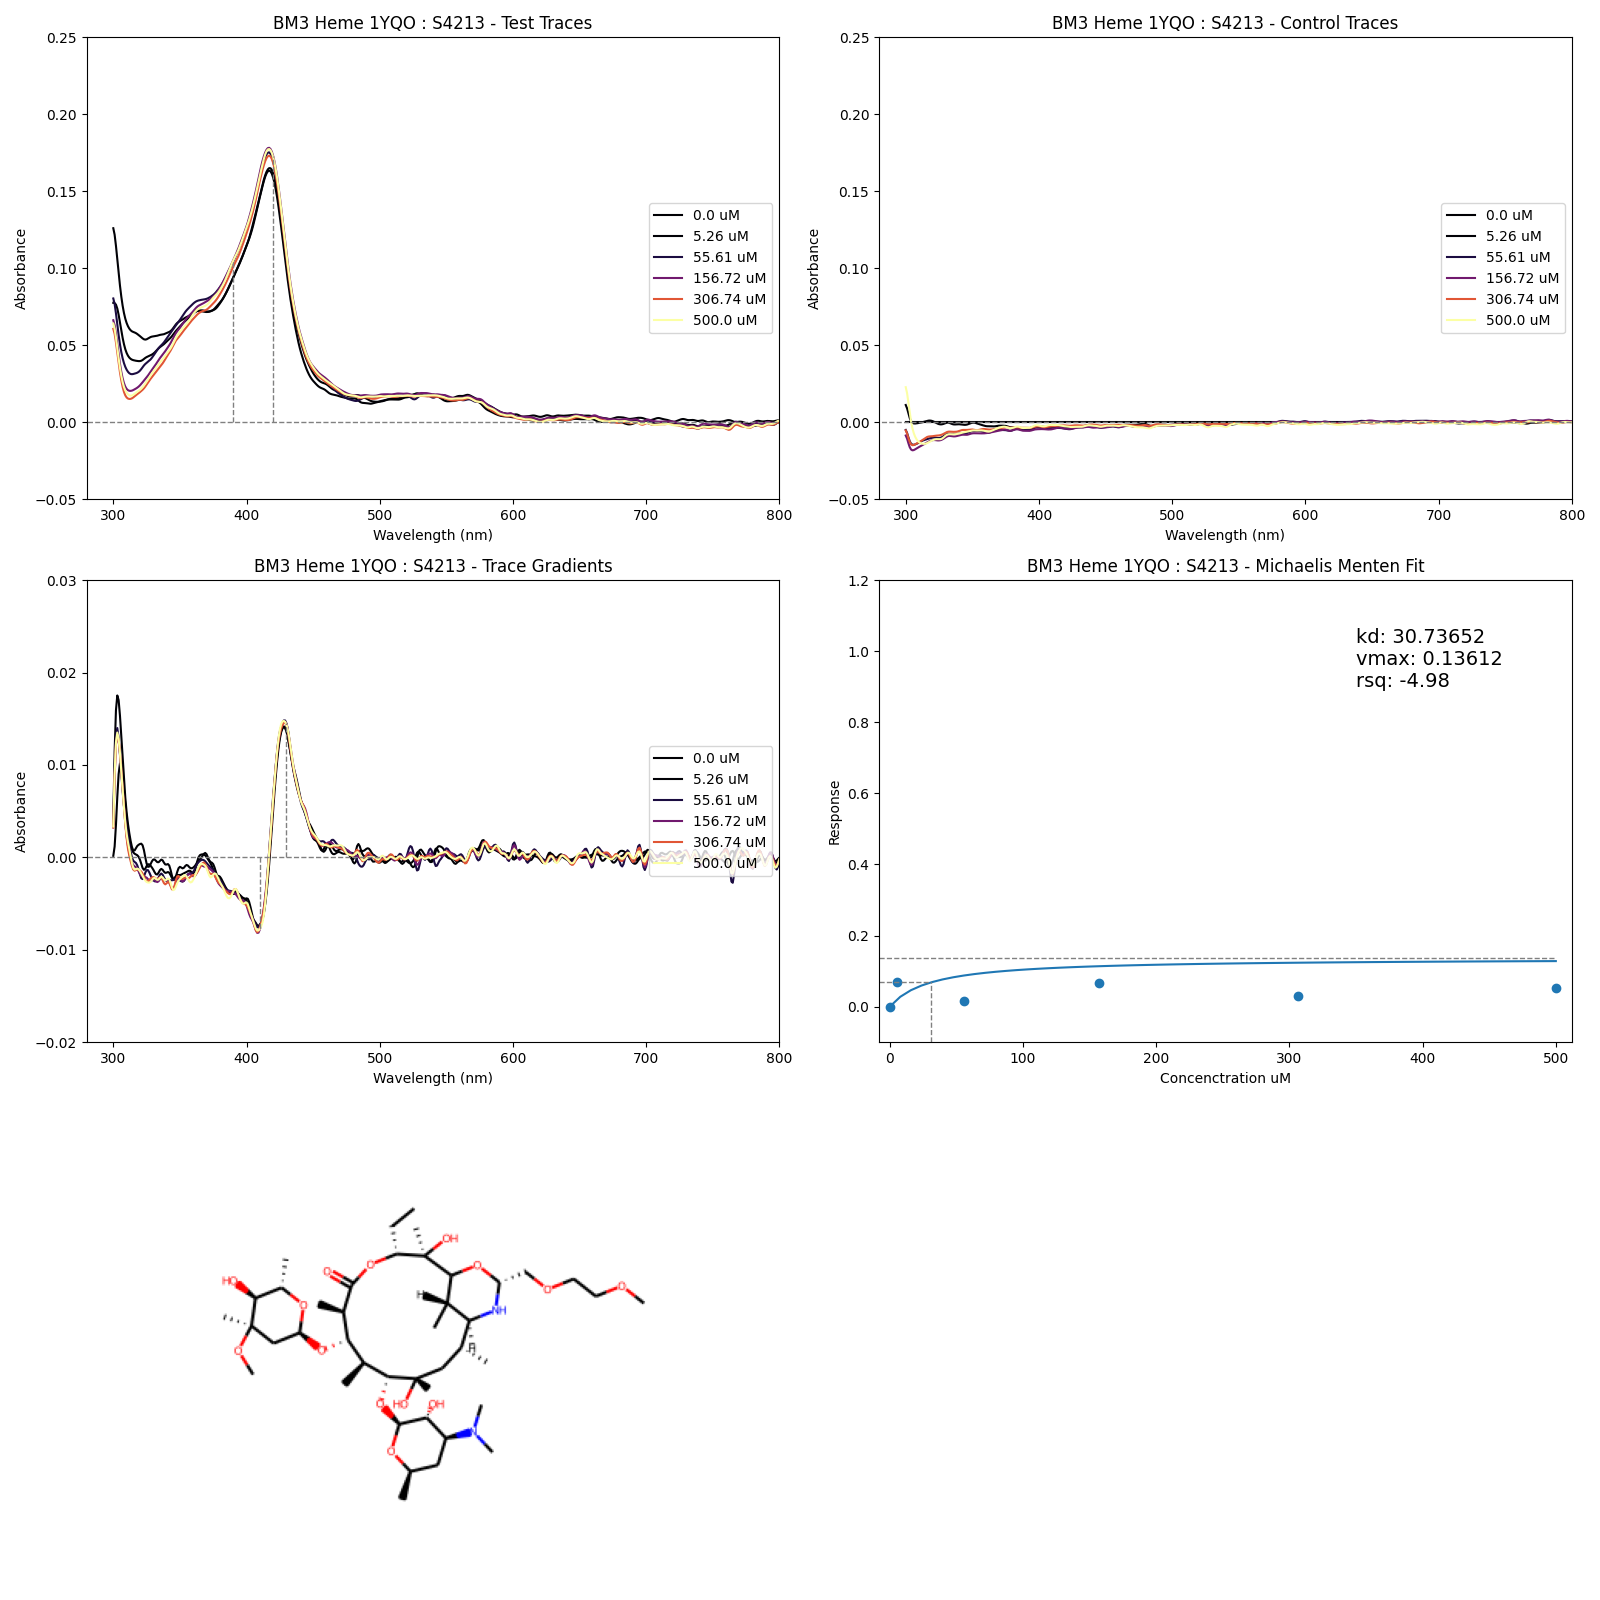 BM3 Heme 1YQO : S4213 - Test Traces
0.25
0.20
0.15
0.10
0.05
0.00
−0.05
Absorbance
300 400 500 600 700 800
Wavelength (nm)
0.0 uM
5.26 uM
55.61 uM
156.72 uM
306.74 uM
500.0 uM
BM3 Heme 1YQO : S4213 - Control Traces
0.25
0.20
0.15
0.10
0.05
0.00
−0.05
Absorbance
300 400 500 600 700 800
Wavelength (nm)
0.0 uM
5.26 uM
55.61 uM
156.72 uM
306.74 uM
500.0 uM
BM3 Heme 1YQO : S4213 - Trace Gradients
0.03
0.02
0.01
0.00
−0.01
−0.02
Absorbance
300 400 500 600 700 800
Wavelength (nm)
0.0 uM
5.26 uM
55.61 uM
156.72 uM
306.74 uM
500.0 uM
BM3 Heme 1YQO : S4213 - Michaelis Menten Fit
1.2
1.0
0.8
0.6
0.4
0.2
0.0
Response
kd: 30.73652
vmax: 0.13612
rsq: -4.98
0 100 200 300 400 500
Concenctration uM
OH
O
O
O
HO
O
H
NH
O
O
O
O
H
O
HO
OH
N
O